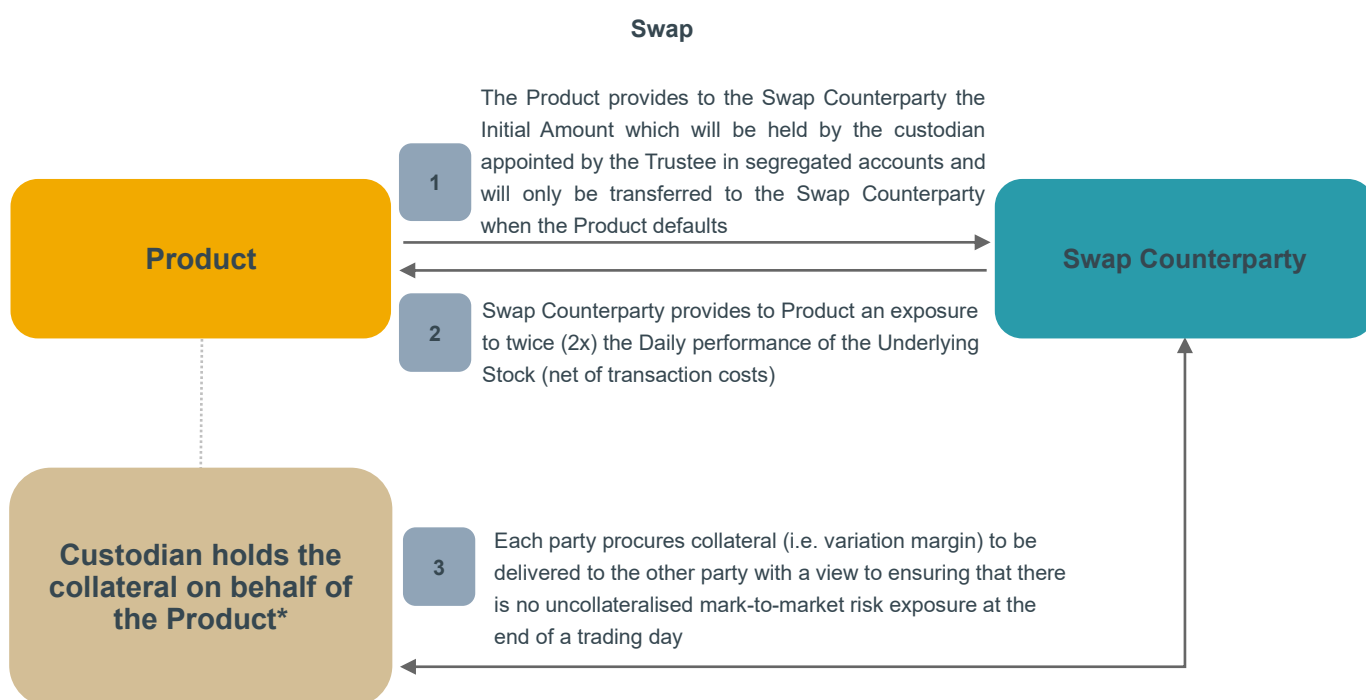 Swap
The Product provides to the Swap Counterparty the
Initial Amount which will be held by the custodian
appointed by the Trustee in segregated accounts and
will only be transferred to the Swap Counterparty
when the Product defaults
1
Product
Swap Counterparty
2
Swap Counterparty provides to Product an exposure
to twice (2x) the Daily performance of the Underlying
Stock (net of transaction costs)
Custodian holds the
collateral on behalf of
the Product*
3
Each party procures collateral (i.e. variation margin) to be
delivered to the other party with a view to ensuring that there
is no uncollateralised mark-to-market risk exposure at the
end of a trading day